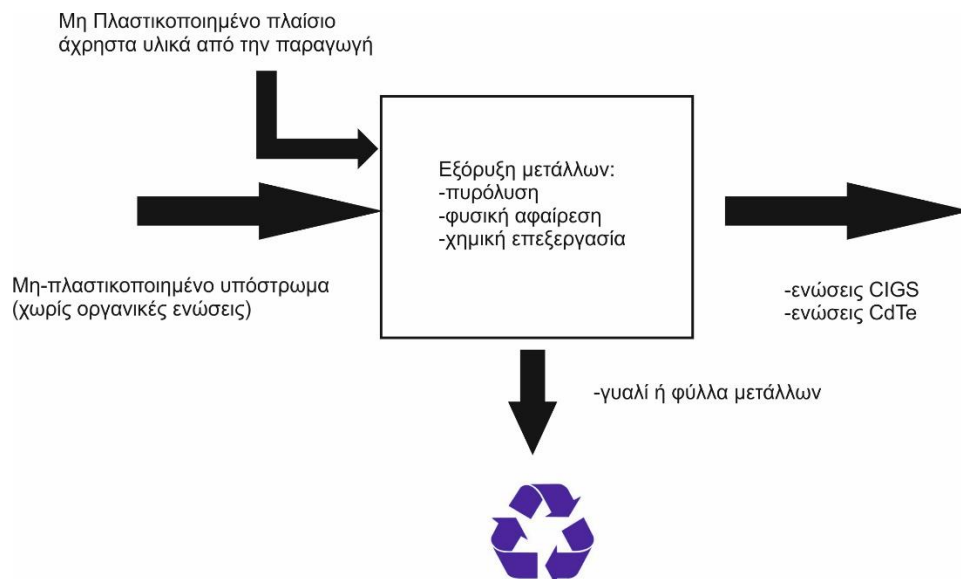 Μη Πλαστικοποιημένο πλαίσιο
άχρηστα υλικά από την παραγωγή
Εξόρυξη μετάλλων:
-πυρόλυση
-φυσική αφαίρεση
-χημική επεξεργασία
Μη-πλαστικοποιημένο υπόστρωμα
(χωρίς οργανικές ενώσεις)
-ενώσεις CIGS
-ενώσεις CdTe
-γυαλί ή φύλλα μετάλλων